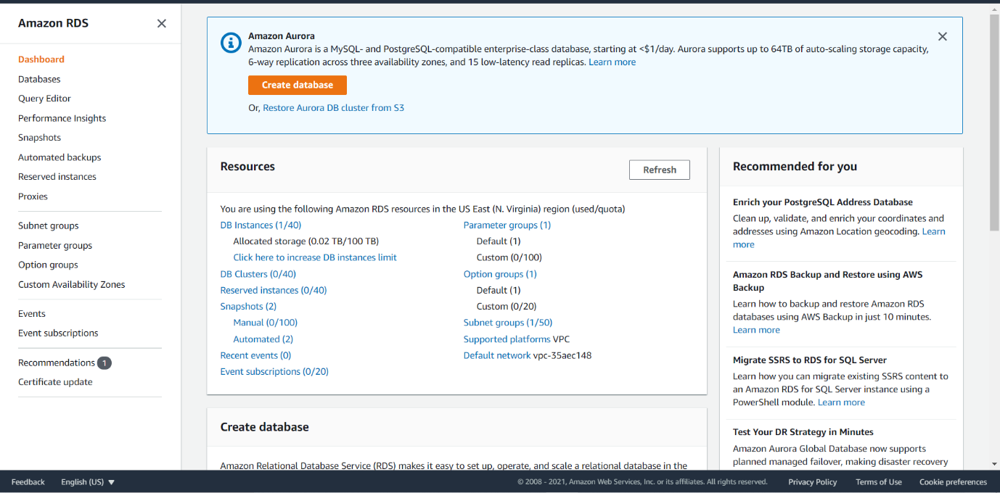 Amazon RDS
Dashboard
Databases
Query Editor
Performance Insights
Snapshots
Automated backups
Reserved instances
Proxies
Subnet groups
Parameter groups
Option groups
Custom Availability Zones
Events
Event subscriptions
Recommendations 1
Certificate update
Amazon Aurora
Amazon Aurora is a MySQL- and PostgreSQL-compatible enterprise-class database, starting at <$1/day. Aurora supports up to 64TB of auto-scaling storage capacity,
6-way replication across three availability zones, and 15 low-latency read replicas. Learn more
Create database
Or, Restore Aurora DB cluster from S3
Resources
Refresh
You are using the following Amazon RDS resources in the US East (N. Virginia) region (used/quota)
DB Instances (1/40)
Allocated storage (0.02 TB/100 TB)
Click here to increase DB instances limit
DB Clusters (0/40)
Reserved instances (0/40)
Snapshots (2)
Manual (0/100)
Automated (2)
Recent events (0)
Event subscriptions (0/20)
Parameter groups (1)
Default (1)
Custom (0/100)
Option groups (1)
Default (1)
Custom (0/20)
Subnet groups (1/50)
Supported platforms VPC
Default network vpc-35aec148
Create database
Amazon Relational Database Service (RDS) makes it easy to set up, operate, and scale a relational database in the
Recommended for you
Enrich your PostgreSQL Address Database
Clean up, validate, and enrich your coordinates and
addresses using Amazon Location geocoding. Learn
more
Amazon RDS Backup and Restore using AWS
Backup
Learn how to backup and restore Amazon RDS
databases using AWS Backup in just 10 minutes.
Learn more
Migrate SSRS to RDS for SQL Server
Learn how you can migrate existing SSRS content to
an Amazon RDS for SQL Server instance using a
PowerShell module. Learn more
Test Your DR Strategy in Minutes
Amazon Aurora Global Database now supports
planned managed failover, making disaster recovery
Feedback
English (US)
© 2008 - 2021, Amazon Web Services, Inc. or its affiliates. All rights reserved.
Privacy Policy
Terms of Use
Cookie preferences